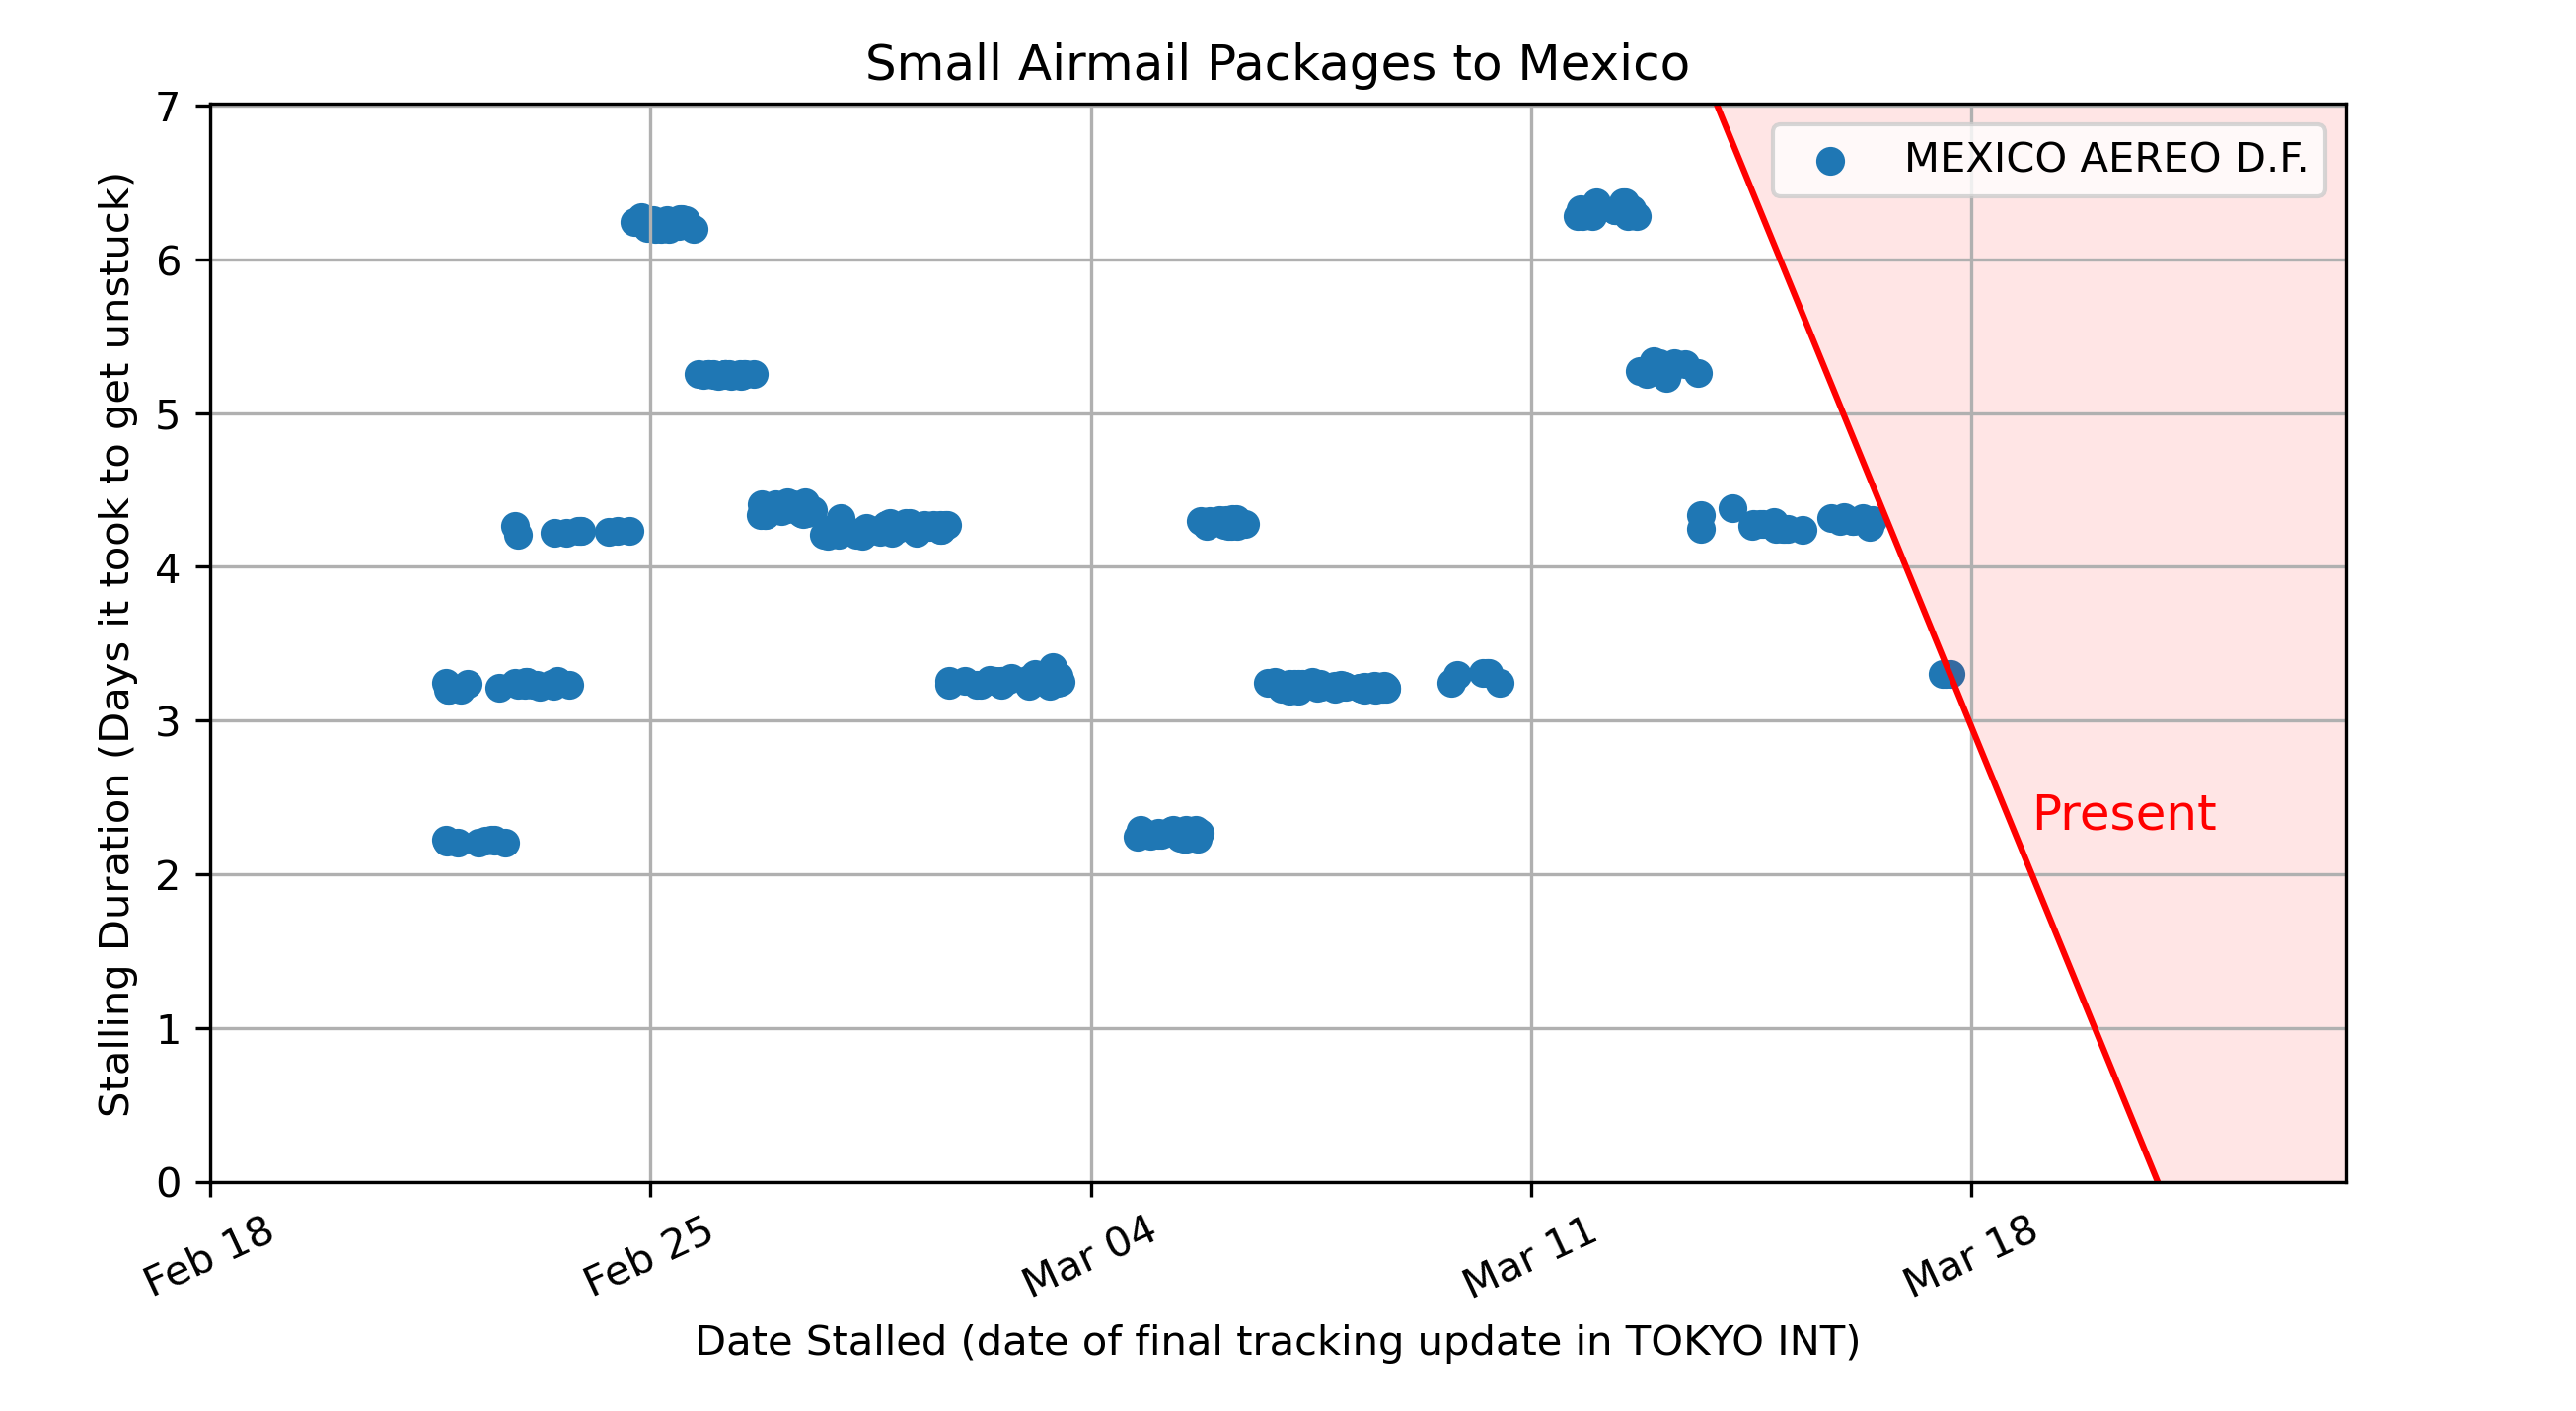 Small Airmail Packages to Mexico
7
6
5
4
3
2
1
0
Stalling Duration (Days it took to get unstuck)
MEXICO AEREO D.F.
Present
Feb 18
Feb 25
Mar 04
Mar 11
Mar 18
Date Stalled (date of final tracking update in TOKYO INT)